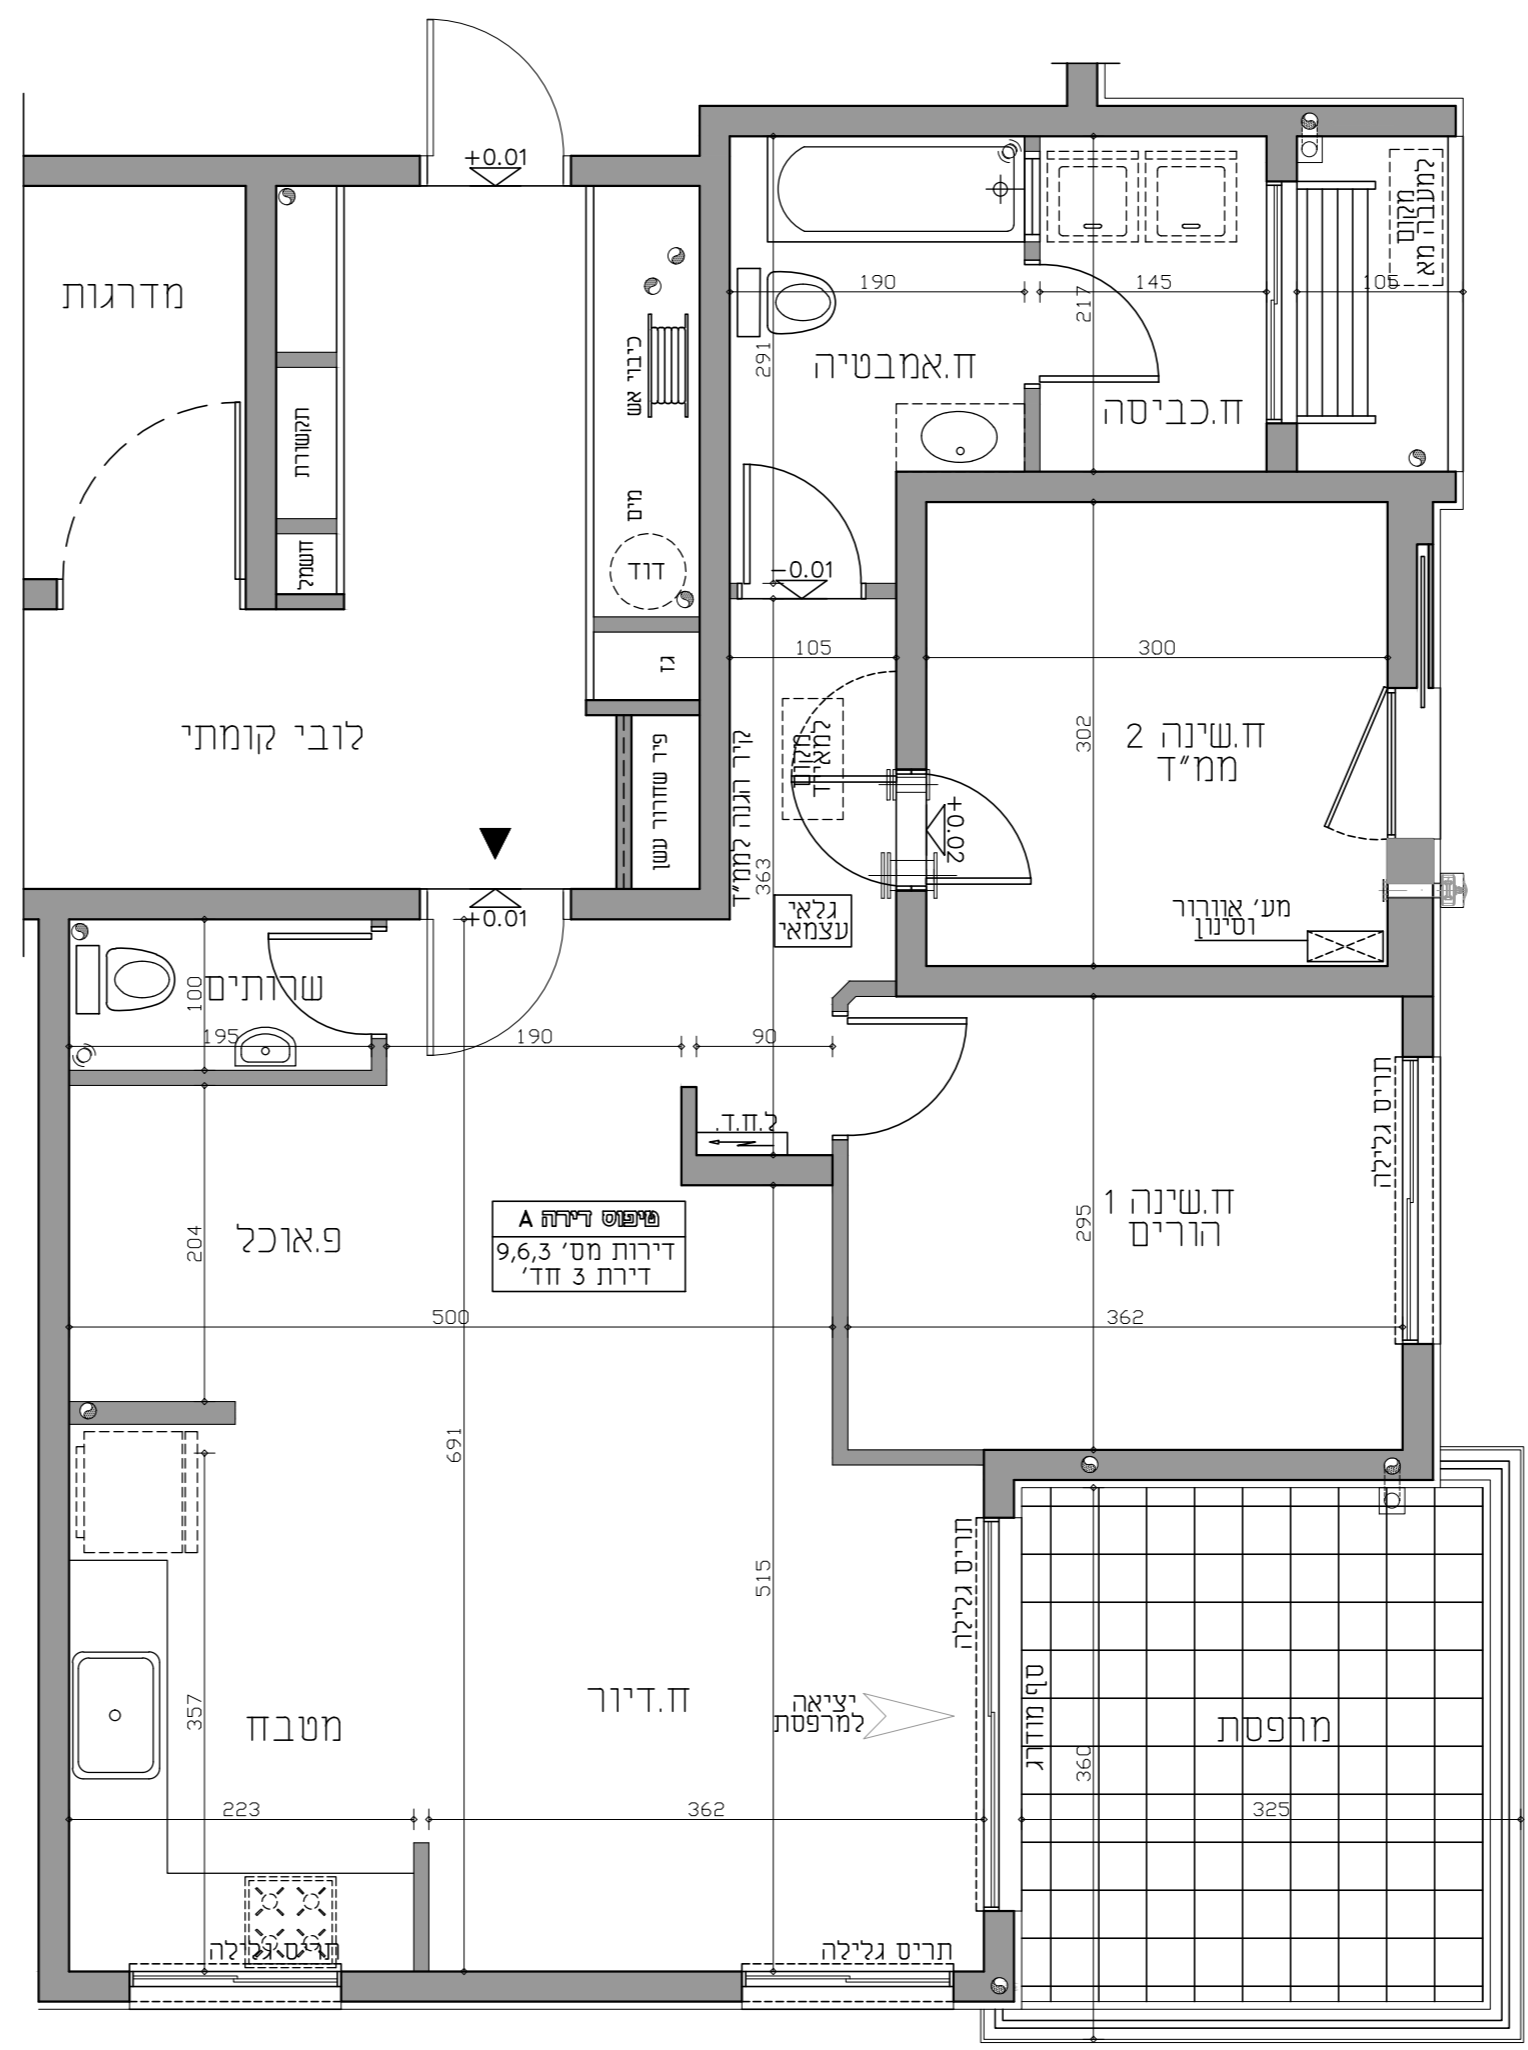 +0.01
מדרגות
תקשורת
חשמל
כיבוי אש
מים
דוד
גז
פיר שחרור עשן
לובי קומתי
+0.01
190
291
ח.אמבטיה
145
217
ח.כביסה
105
מקום
למעבה מא
-0.01
105
300
302
ח.שינה 2
ממ״ד
קיר הגנה לממ״ד
מקום
למאייד
+0.02
363
גלאי
עצמאי
מע׳ אוורור
וסינון
שרותים
100
195
190
90
ל.ח.ד.
תריס גלילה
ח.שינה 1
הורים
295
362
פ.אוכל
204
טיפוס דירה A
דירות מס׳ 9,6,3
דירת 3 חד׳
500
691
515
תריס גלילה
סף מודרג
ח.דיור
יציאה
למרפסת
מטבח
357
223
362
מרפסת
360
325
תריס גלילה
תריס גלילה